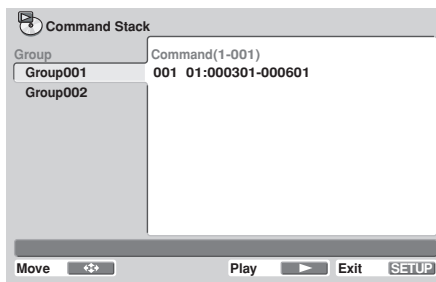 Command Stack
Group
Command(1-001)
Group001
001 01:000301-000601
Group002
Move Play Exit SETUP